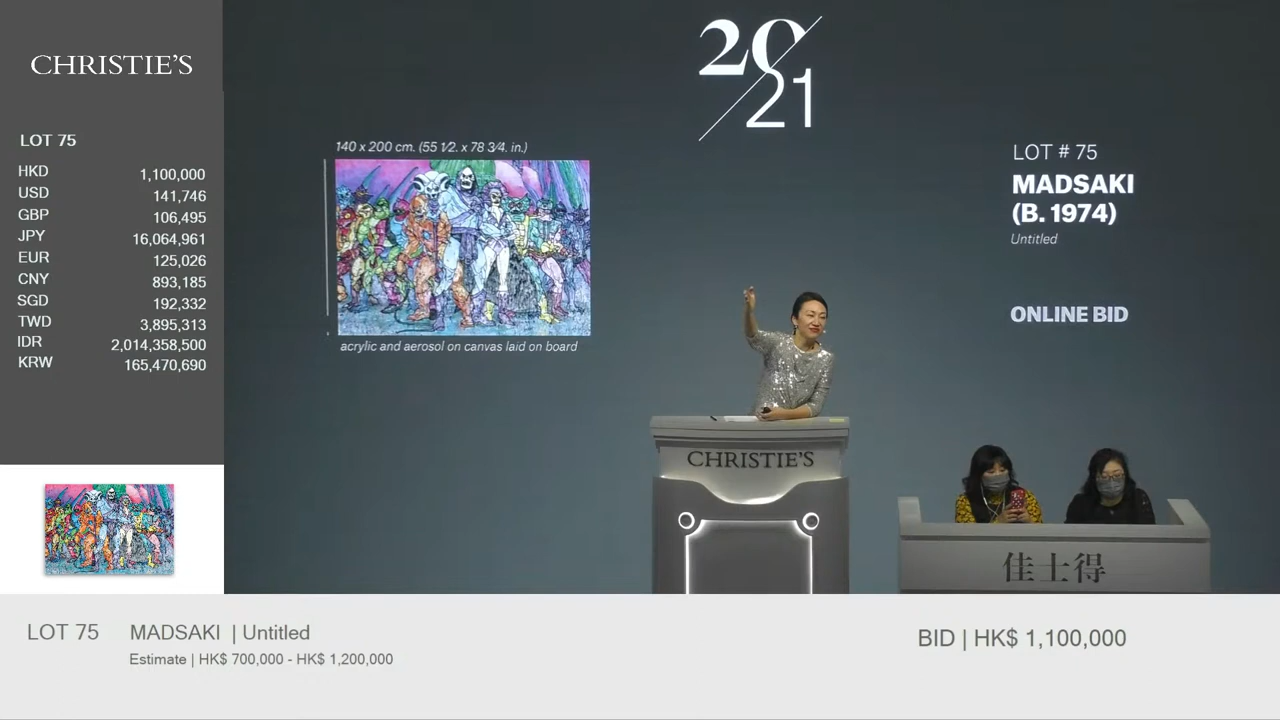 CHRISTIE'S
LOT 75
HKD 1,100,000
USD 141,746
GBP 106,495
JPY 16,064,961
EUR 125,026
CNY 893,185
SGD 192,332
TWD 3,895,313
IDR 2,014,358,500
KRW 165,470,690
20/21
140 x 200 cm. (55 1⁄2. x 78 3⁄4. in.)
acrylic and aerosol on canvas laid on board
LOT # 75
MADSAKI
(B. 1974)
Untitled
ONLINE BID
CHRISTIE'S
佳士得
LOT 75 MADSAKI | Untitled
Estimate | HK$ 700,000 - HK$ 1,200,000
BID | HK$ 1,100,000